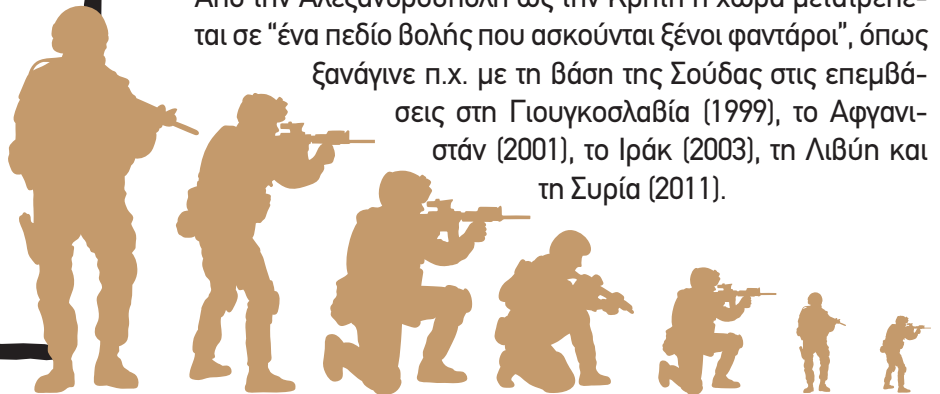 Από την Αλεξανδρούπολη ως την Κρήτη η χώρα μετατρέπε-
ται σε “ένα πεδίο βολής που ασκούνται ξένοι φαντάροι”, όπως
ξανάγινε π.χ. με τη βάση της Σούδας στις επεμβά-
σεις στη Γιουγκοσλαβία (1999), το Αφγανι-
στάν (2001), το Ιράκ (2003), τη Λιβύη και
τη Συρία (2011).